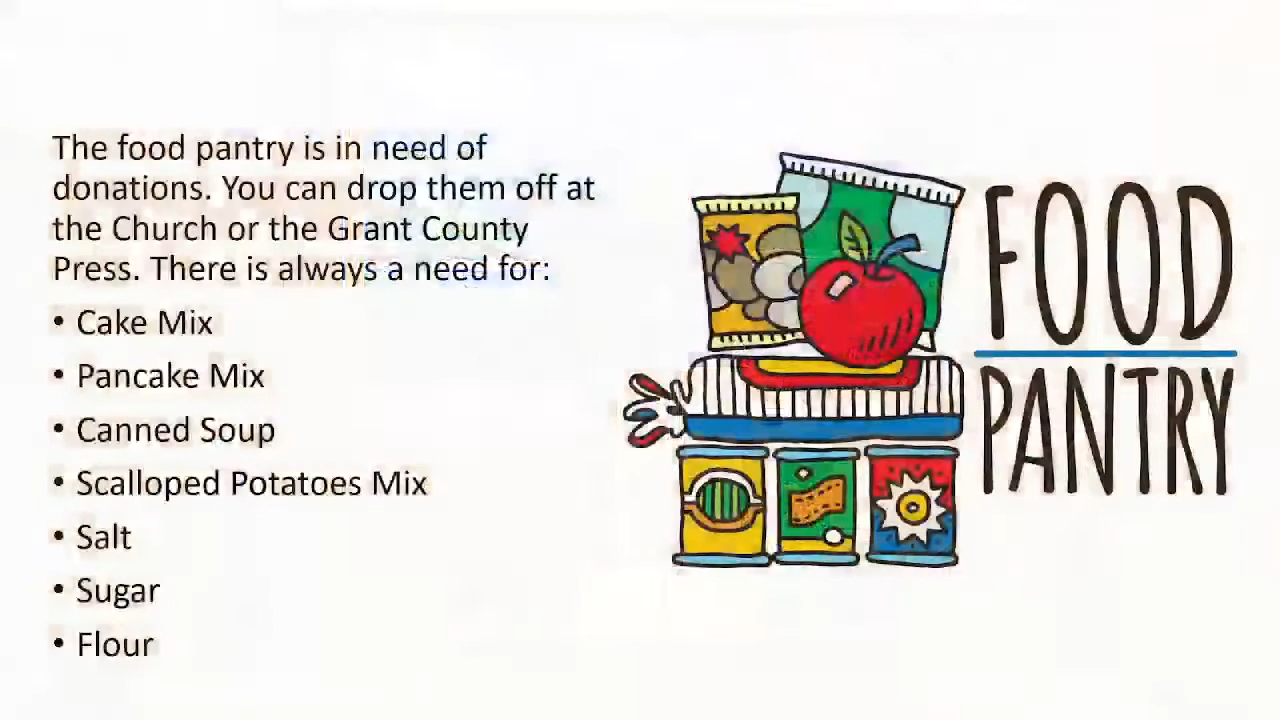 The food pantry is in need of
donations. You can drop them off at
the Church or the Grant County
Press. There is always a need for:
• Cake Mix
• Pancake Mix
• Canned Soup
• Scalloped Potatoes Mix
• Salt
• Sugar
• Flour
FOOD
PANTRY